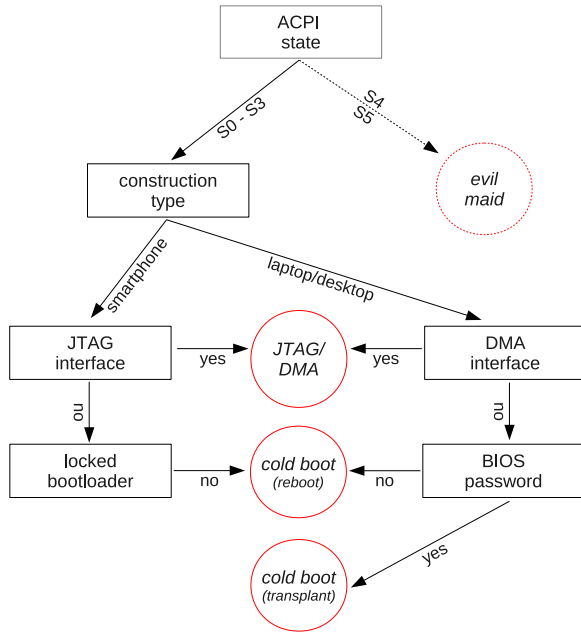 ACPI
state
S0 - S3
S4
S5
construction
type
evil
maid
smartphone
laptop/desktop
JTAG
interface
yes
JTAG/
DMA
yes
DMA
interface
no
no
locked
bootloader
no
cold boot
(reboot)
no
BIOS
password
yes
cold boot
(transplant)